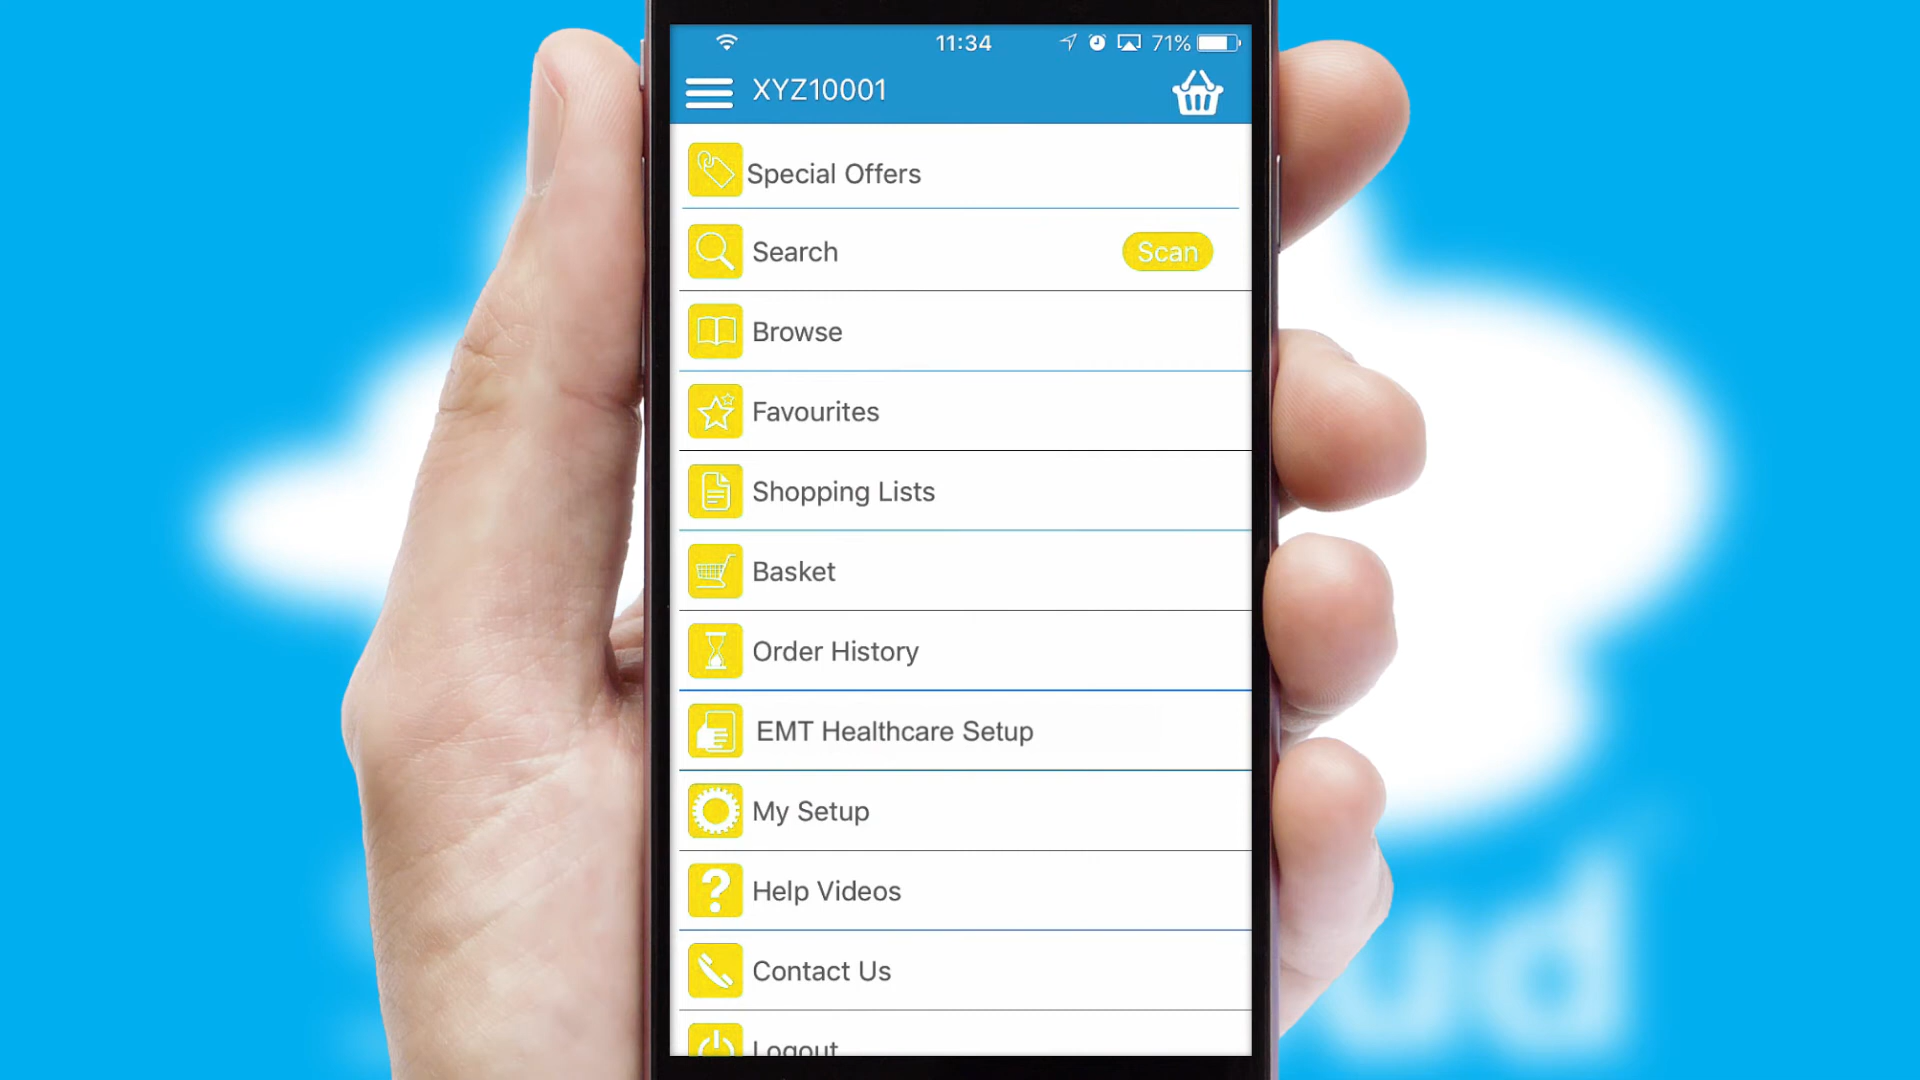 11:34 71%
XYZ10001
Special Offers
Search Scan
Browse
Favourites
Shopping Lists
Basket
Order History
EMT Healthcare Setup
My Setup
Help Videos
Contact Us
Logout
ud